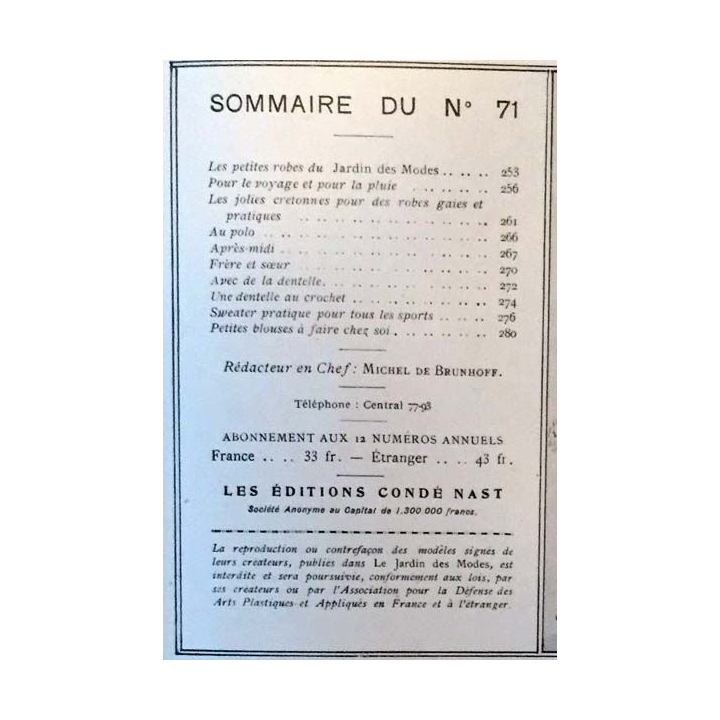 SOMMAIRE DU N° 71
Les petites robes du Jardin des Modes .. .. .. 253
Pour le voyage et pour la pluie .. .. .. .. 256
Les jolies cretonnes pour des robes gaies et
pratiques .. .. .. .. .. .. .. .. .. .. 261
Au polo .. .. .. .. .. .. .. .. .. .. .. 266
Après-midi .. .. .. .. .. .. .. .. .. .. 267
Frère et sœur .. .. .. .. .. .. .. .. .. 270
Avec de la dentelle. .. .. .. .. .. .. .. 272
Une dentelle au crochet .. .. .. .. .. .. 274
Sweater pratique pour tous les sports .. .. .. 276
Petites blouses à faire chez soi . .. .. .. .. 280
Rédacteur en Chef : MICHEL DE BRUNHOFF.
Téléphone : Central 77-98
ABONNEMENT AUX 12 NUMÉROS ANNUELS
France .. .. 33 fr. — Étranger .. .. 43 fr.
LES ÉDITIONS CONDÉ NAST
Société Anonyme au Capital de 1.300 000 francs.
La reproduction ou contrefaçon des modèles signés de
leurs créateurs, publiés dans Le Jardin des Modes, est
interdite et sera poursuivie, conformément aux lois, par
ses créateurs ou par l'Association pour la Défense des
Arts Plastiques et Appliqués en France et à l'étranger.